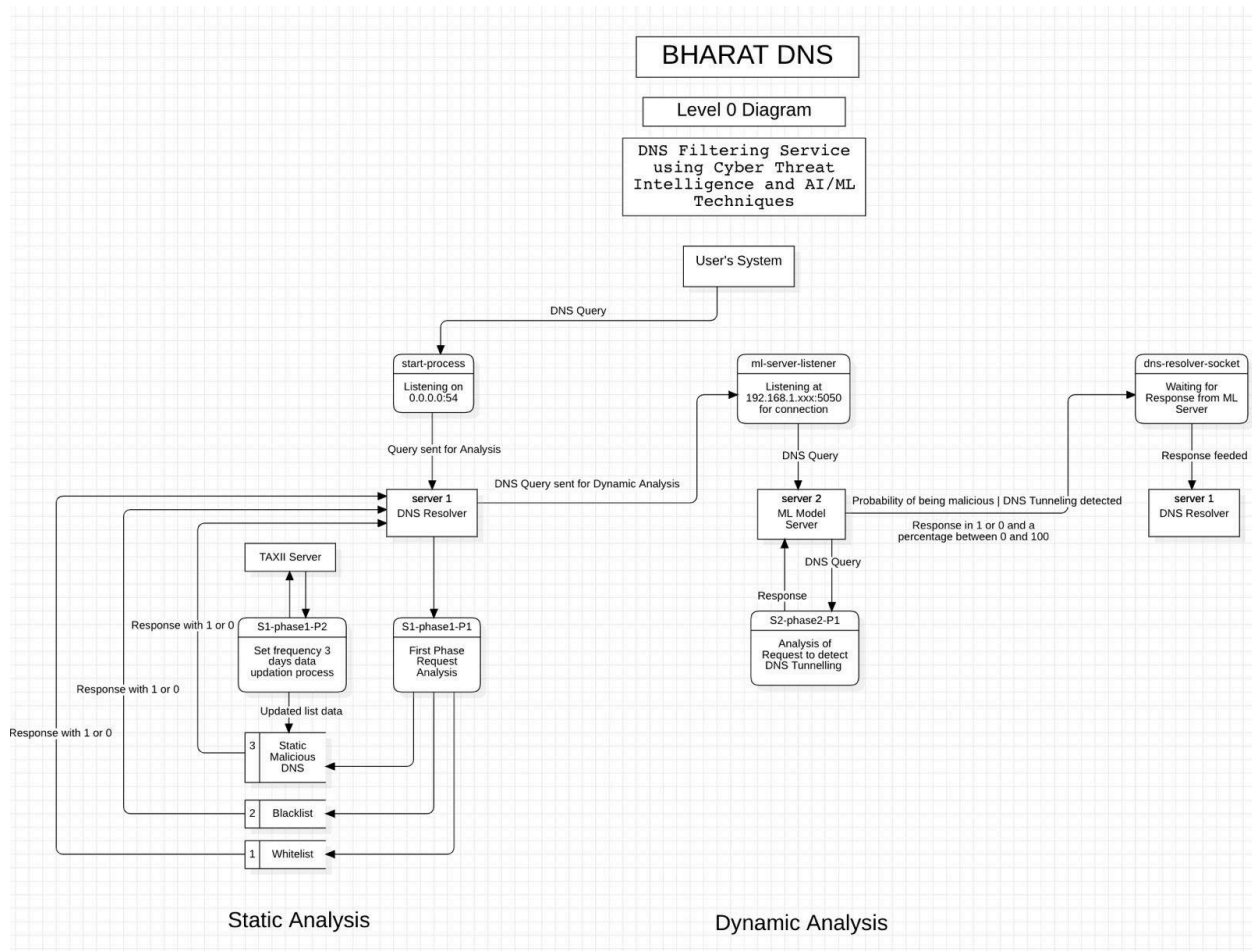 BHARAT DNS
Level 0 Diagram
DNS Filtering Service
using Cyber Threat
Intelligence and AI/ML
Techniques
User's System
DNS Query
start-process
Listening on
0.0.0.0:54
ml-server-listener
Listening at
192.168.1.xxx:5050
for connection
dns-resolver-socket
Waiting for
Response from ML
Server
Query sent for Analysis
DNS Query
Response feeded
DNS Query sent for Dynamic Analysis
server 1
DNS Resolver
server 2
ML Model
Server
Probability of being malicious | DNS Tunneling detected
Response in 1 or 0 and a
percentage between 0 and 100
server 1
DNS Resolver
TAXII Server
DNS Query
Response
Response with 1 or 0
S1-phase1-P2
Set frequency 3
days data
updation process
S1-phase1-P1
First Phase
Request
Analysis
S2-phase2-P1
Analysis of
Request to detect
DNS Tunnelling
Response with 1 or 0
Updated list data
Response with 1 or 0
3 Static
Malicious
DNS
2 Blacklist
1 Whitelist
Static Analysis
Dynamic Analysis